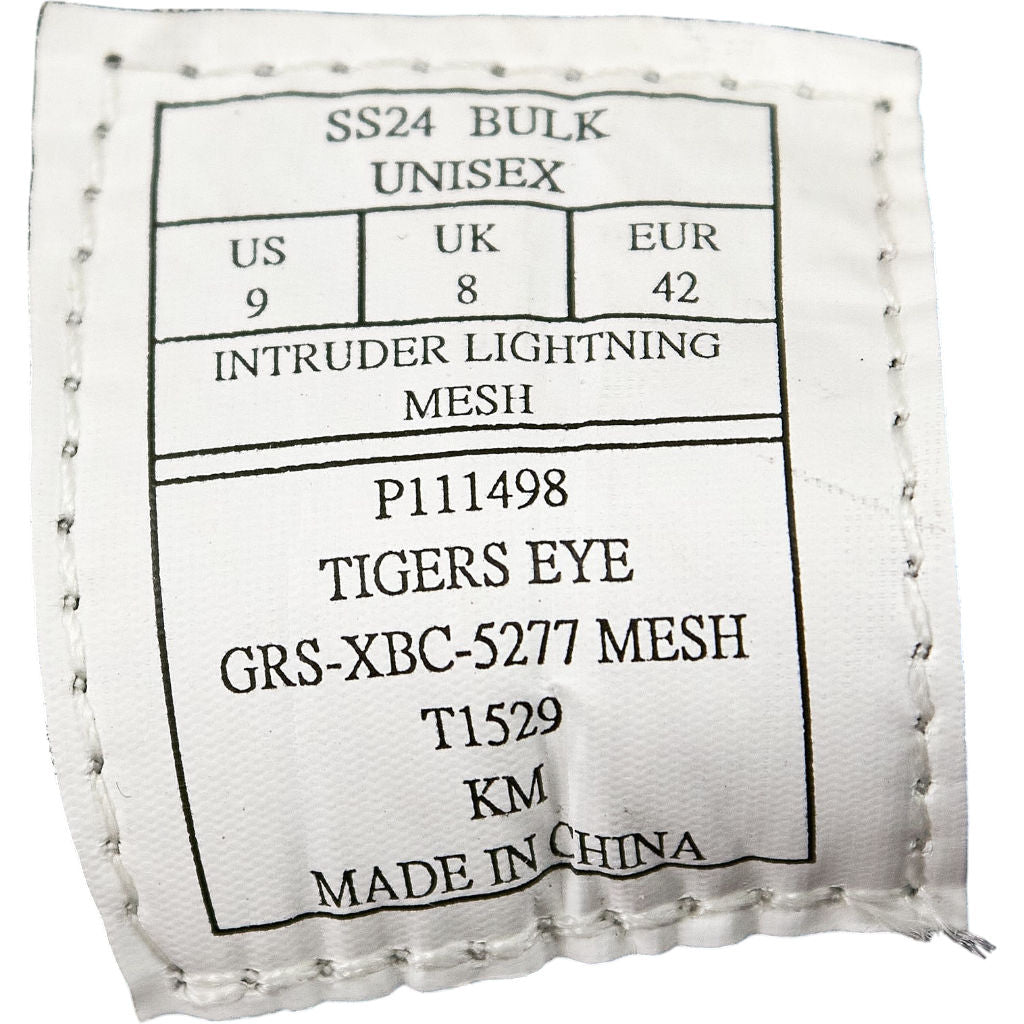 SS24 BULK
UNISEX
US UK EUR
9 8 42
INTRUDER LIGHTNING
MESH
P111498
TIGERS EYE
GRS-XBC-5277 MESH
T1529
KM
MADE IN CHINA